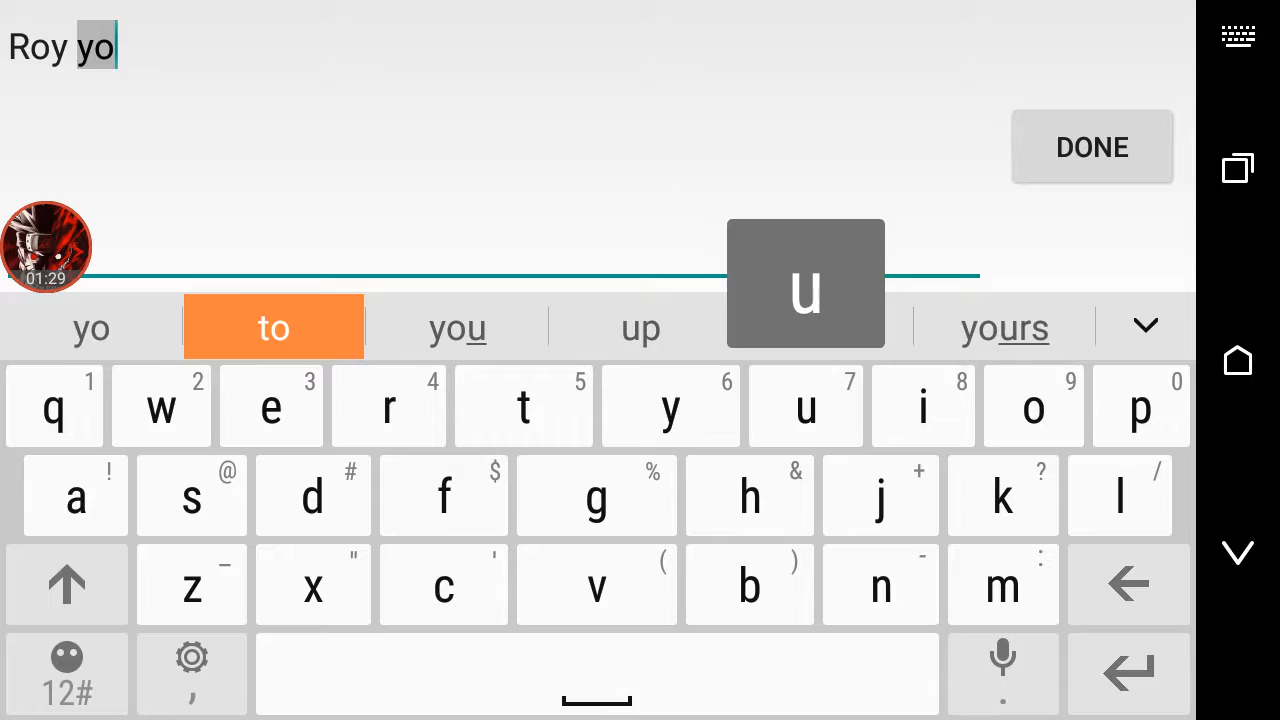 Roy yo
DONE
01:29
yo to you up u yours
1 2 3 4 5 6 7 8 9 0
q w e r t y u i o p
! @ # $ % & + ? /
a s d f g h j k l
_ " ' ( ) - :
z x c v b n m
12# , .